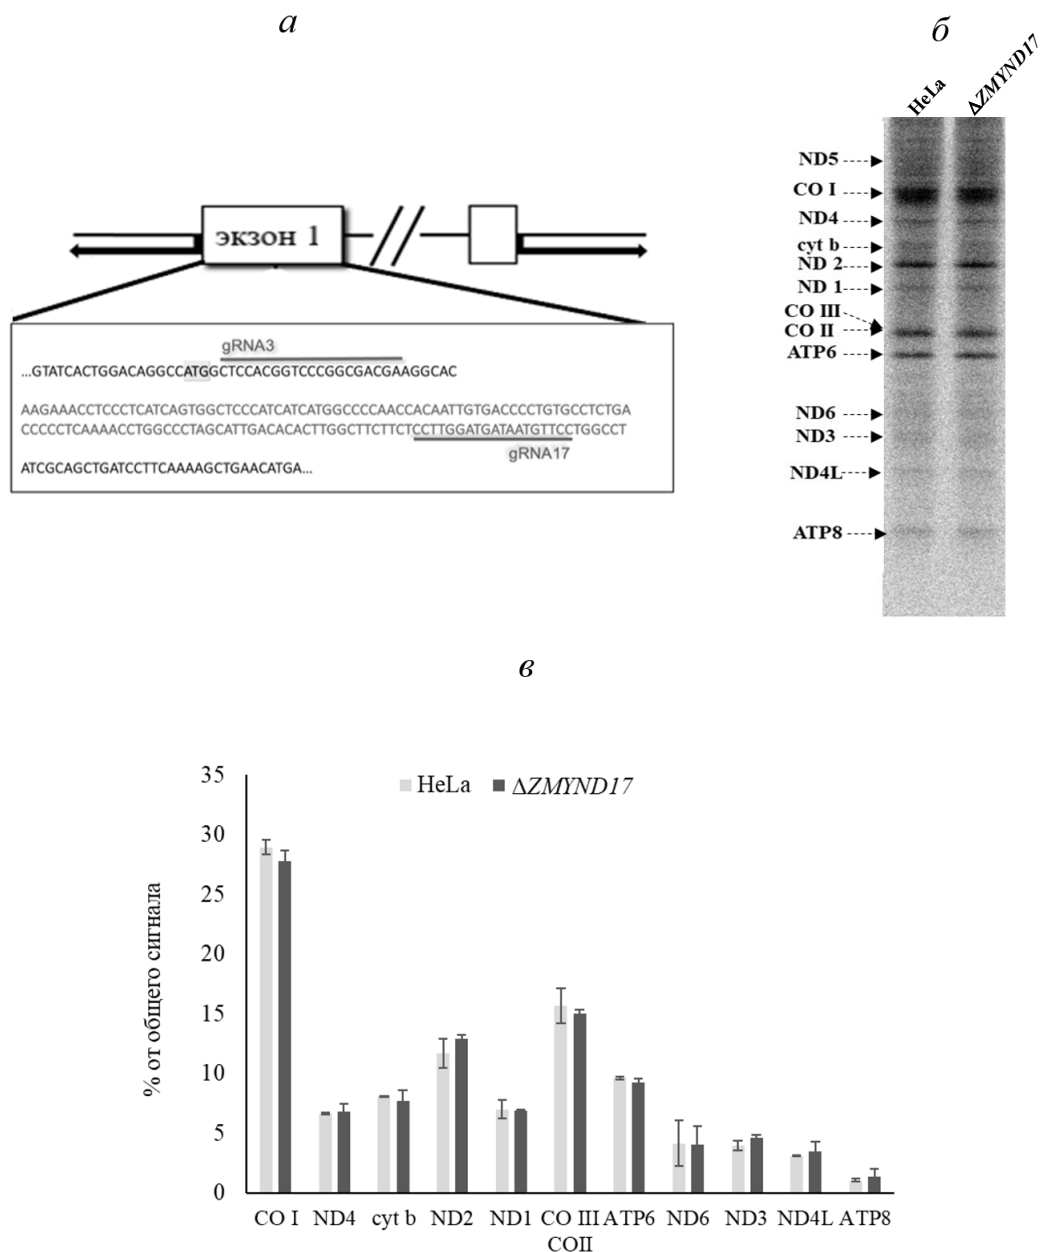 а
экзон 1
gRNA3
...GTATCACTGGACAGGCCATGGCTCCACGGTCCCGGCGACGAAGGCAC
AAGAAACCTCCCTCATCAGTGGCTCCCATCATCATGGCCCCAACCACAATTGTGACCCCTGTGCCTCTGA
CCCCCTCAAAACCTGGCCCTAGCATTGACACACTTGGCTTCTTCTCCTTGGATGATAATGTTCCTGGCCT
gRNA17
ATCGCAGCTGATCCTTCAAAAGCTGAACATGA...
б
HeLa
ΔZMYND17
ND5
CO I
ND4
cyt b
ND 2
ND 1
CO III
CO II
ATP6
ND6
ND3
ND4L
ATP8
в
HeLa
ΔZMYND17
% от общего сигнала
35
30
25
20
15
10
5
0
CO I ND4 cyt b ND2 ND1 CO III ATP6 ND6 ND3 ND4L ATP8
COII